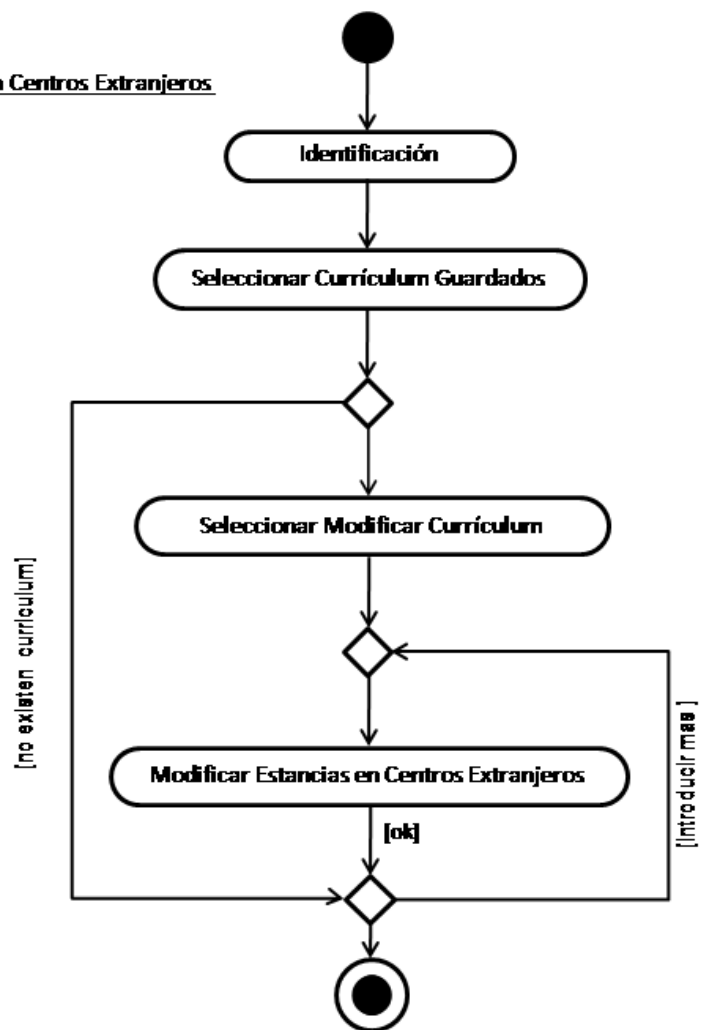 n Centros Extranjeros
Identificación
Seleccionar Currículum Guardados
Seleccionar Modificar Currículum
[no existen curriculum]
[Introducir mas ]
Modificar Estancias en Centros Extranjeros
[ok]